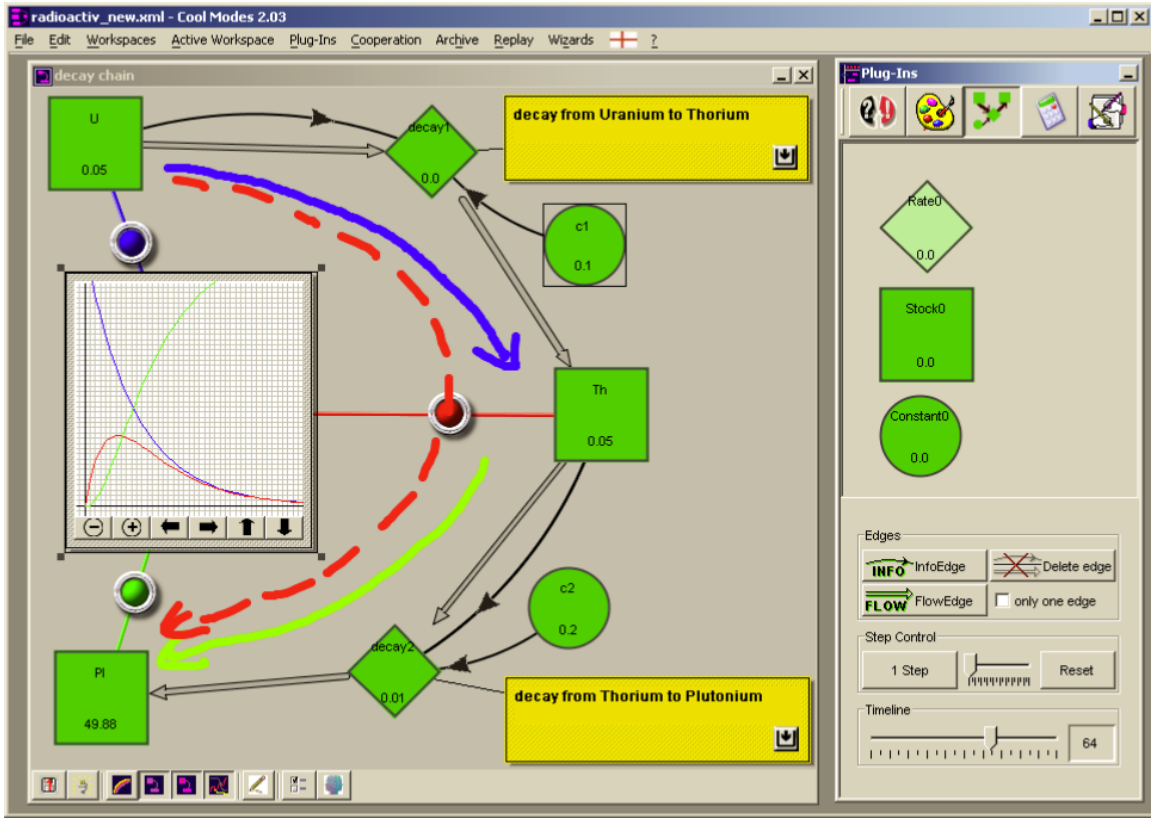 radioactiv_new.xml - Cool Modes 2.03
File Edit Workspaces Active Workspace Plug-Ins Cooperation Archive Replay Wizards ?
decay chain
U
0.05
decay1
0.0
decay from Uranium to Thorium
c1
0.1
Th
0.05
c2
0.2
decay2
0.01
Pl
49.88
decay from Thorium to Plutonium
Plug-Ins
Rate0
0.0
Stock0
0.0
Constant0
0.0
Edges
INFO InfoEdge
Delete edge
FLOW FlowEdge
only one edge
Step Control
1 Step
Reset
Timeline
64